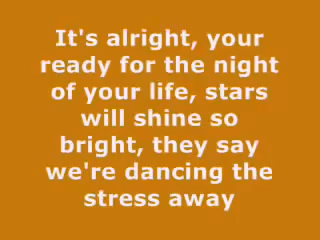 It's alright, your
ready for the night
of your life, stars
will shine so
bright, they say
we're dancing the
stress away